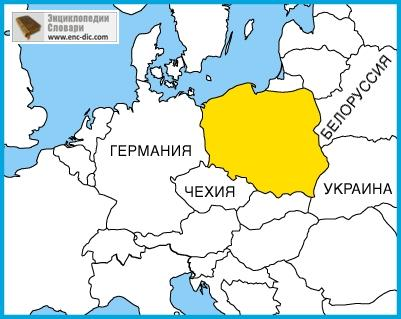 Энциклопедии
Словари
www.enc-dic.com
БЕЛОРУССИЯ
ГЕРМАНИЯ
ЧЕХИЯ
УКРАИНА